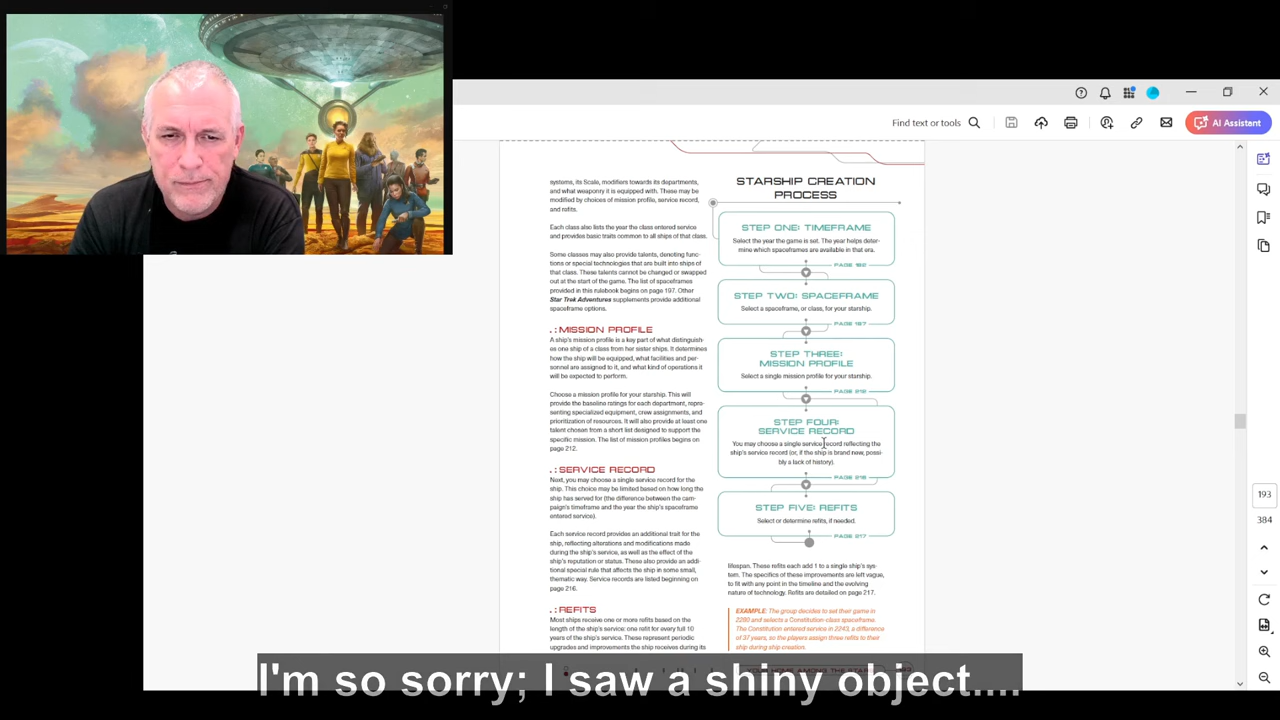 Find text or tools
AI Assistant
systems, its Scale, modifiers towards its departments,
and what weaponry it is equipped with. These may be
modified by choices of mission profile, service record,
and refits.
Each class also lists the year the class entered service
and provides basic traits common to all ships of that class.
Some classes may also provide talents, denoting func-
tions or special technologies that are built into ships of
that class. These talents cannot be changed or swapped
out at the start of the game. The list of spaceframes
provided in this rulebook begins on page 197. Other
Star Trek Adventures supplements provide additional
spaceframe options.
.:MISSION PROFILE
A ship's mission profile is a key part of what distinguish-
es one ship of a class from her sister ships. It determines
how the ship will be equipped, what facilities and per-
sonnel are assigned to it, and what kind of operations it
will be expected to perform.
Choose a mission profile for your starship. This will
provide the baseline ratings for each department, repre-
senting specialized equipment, crew assignments, and
prioritization of resources. It will also provide at least one
talent chosen from a short list designed to support the
specific mission. The list of mission profiles begins on
page 212.
.:SERVICE RECORD
Next, you may choose a single service record for the
ship. This choice may be limited based on how long the
ship has served for (the difference between the cam-
paign's timeframe and the year the ship's spaceframe
entered service).
Each service record provides an additional trait for the
ship, reflecting alterations and modifications made
during the ship's service, as well as the effect of the
ship's reputation or status. These also provide an addi-
tional special rule that affects the ship in some small,
thematic way. Service records are listed beginning on
page 216.
.:REFITS
Most ships receive one or more refits based on the
length of the ship's service: one refit for every full 10
years of the ship's service. These represent periodic
upgrades and improvements the ship receives during its
STARSHIP CREATION
PROCESS
STEP ONE: TIMEFRAME
Select the year the game is set. The year helps deter-
mine which spaceframes are available in that era.
STEP TWO: SPACEFRAME
Select a spaceframe, or class, for your starship.
PAGE 197
STEP THREE:
MISSION PROFILE
Select a single mission profile for your starship.
PAGE 212
STEP FOUR:
SERVICE RECORD
You may choose a single service record reflecting the
ship's service record (or, if the ship is brand new, possi-
bly a lack of history).
PAGE 216
STEP FIVE: REFITS
Select or determine refits, if needed.
PAGE 217
lifespan. These refits each add 1 to a single ship's sys-
tem. The specifics of these improvements are left vague,
to fit with any point in the timeline and the evolving
nature of technology. Refits are detailed on page 217.
EXAMPLE: The group decides to set their game in
2280 and selects a Constitution-class spaceframe.
The Constitution entered service in 2243, a difference
of 37 years, so the players assign three refits to their
ship during ship creation.
193
384
I'm so sorry; I saw a shiny object....